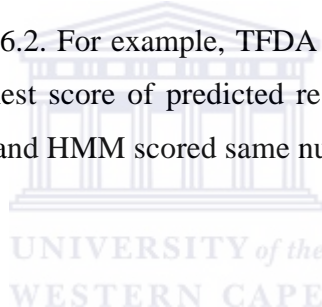 6.2. For example, TFDA
est score of predicted re
and HMM scored same nu
UNIVERSITY of the
WESTERN CAPE